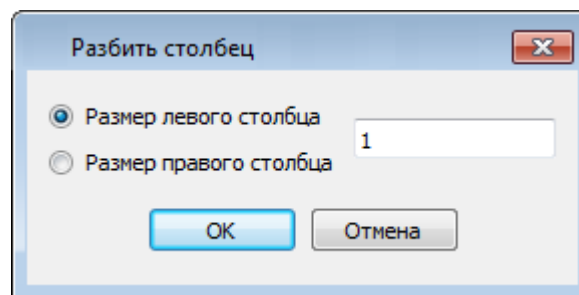 Разбить столбец
Размер левого столбца
1
Размер правого столбца
OK
Отмена